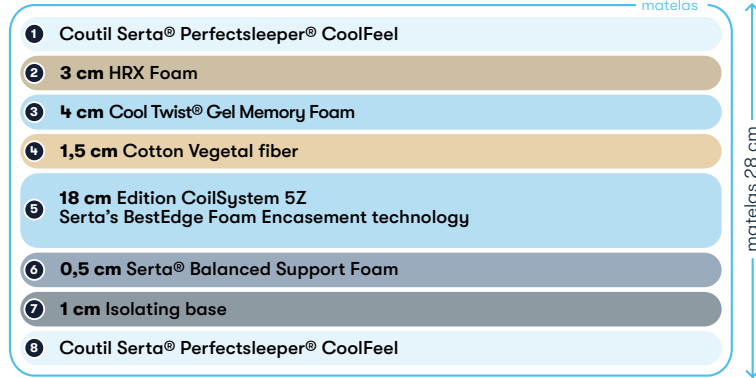 matelas
1 Coutil Serta® Perfectsleeper® CoolFeel
2 3 cm HRX Foam
3 4 cm Cool Twist® Gel Memory Foam
4 1,5 cm Cotton Vegetal fiber
5 18 cm Edition CoilSystem 5Z
Serta's BestEdge Foam Encasement technology
6 0,5 cm Serta® Balanced Support Foam
7 1 cm Isolating base
8 Coutil Serta® Perfectsleeper® CoolFeel
matelas 28 cm